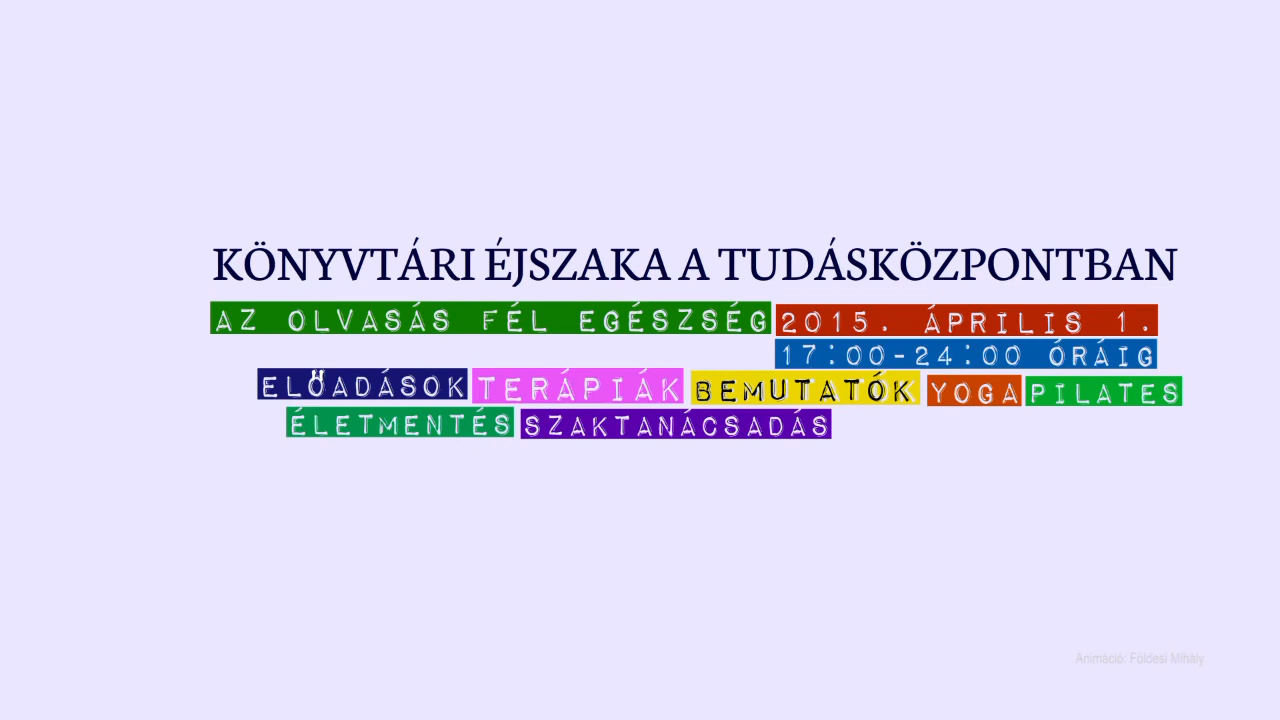 KÖNYVTÁRI ÉJSZAKA A TUDÁSKÖZPONTBAN
AZ OLVASÁS FÉL EGÉSZSÉG 2015. ÁPRILIS 1.
17:00-24:00 ÓRÁIG
ELŐADÁSOK TERÁPIÁK BEMUTATÓK YOGA PILATES
ÉLETMENTÉS SZAKTANÁCSADÁS
Animáció: Földesi Mihály